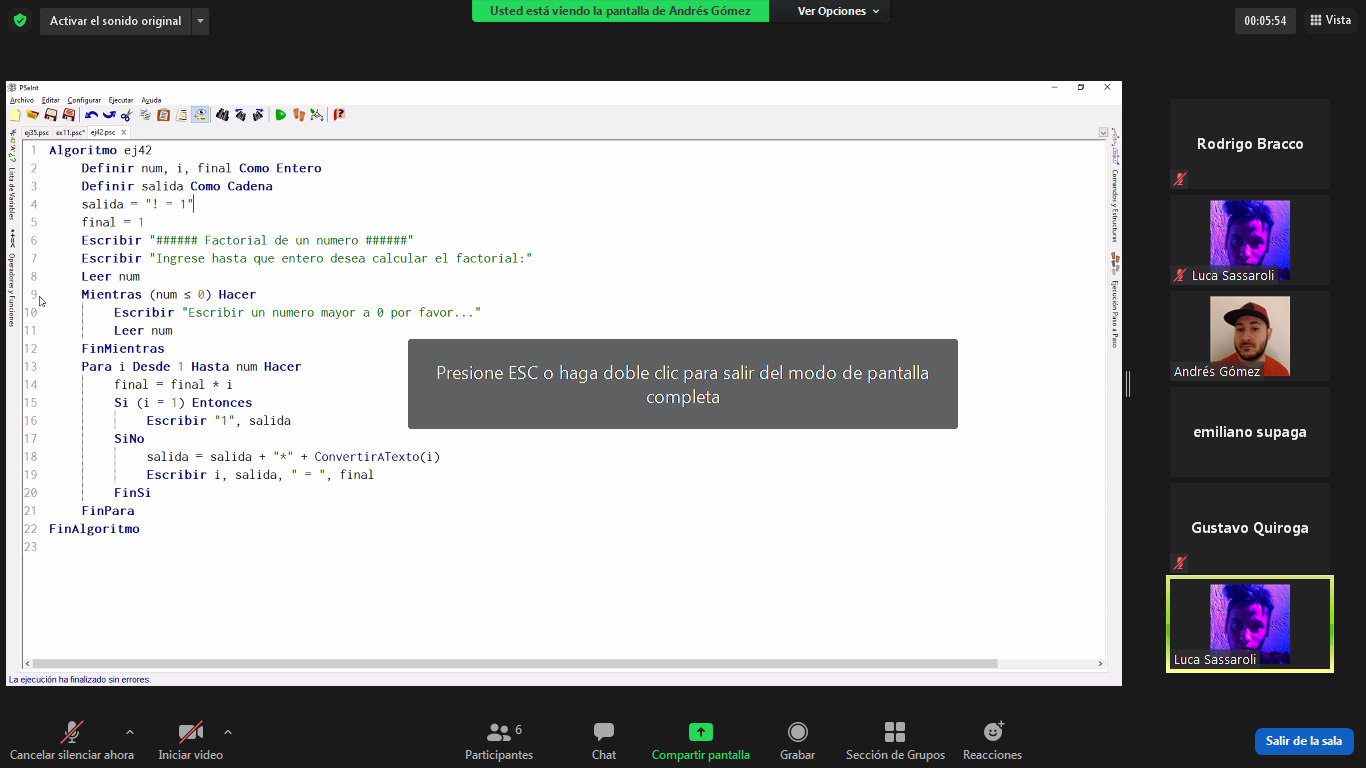 Activar el sonido original
Usted está viendo la pantalla de Andrés Gómez
Ver Opciones
00:05:54
Vista
PSeInt
Archivo Editar Configurar Ejecutar Ayuda
ej35.psc ex11.psc* ej42.psc
1 Algoritmo ej42
2 Definir num, i, final Como Entero
3 Definir salida Como Cadena
4 salida = "! = 1"
5 final = 1
6 Escribir "###### Factorial de un numero ######"
7 Escribir "Ingrese hasta que entero desea calcular el factorial:"
8 Leer num
9 Mientras (num ≤ 0) Hacer
10 Escribir "Escribir un numero mayor a 0 por favor..."
11 Leer num
12 FinMientras
13 Para i Desde 1 Hasta num Hacer
14 final = final * i
15 Si (i = 1) Entonces
16 Escribir "1", salida
17 SiNo
18 salida = salida + "*" + ConvertirATexto(i)
19 Escribir i, salida, " = ", final
20 FinSi
21 FinPara
22 FinAlgoritmo
23
Lista de Variables
Operadores y Funciones
Comandos y Estructuras
Ejecución Paso a Paso
Presione ESC o haga doble clic para salir del modo de pantalla
completa
La ejecución ha finalizado sin errores.
Rodrigo Bracco
Luca Sassaroli
Andrés Gómez
emiliano supaga
Gustavo Quiroga
Luca Sassaroli
Cancelar silenciar ahora
Iniciar video
6
Participantes
Chat
Compartir pantalla
Grabar
Sección de Grupos
Reacciones
Salir de la sala